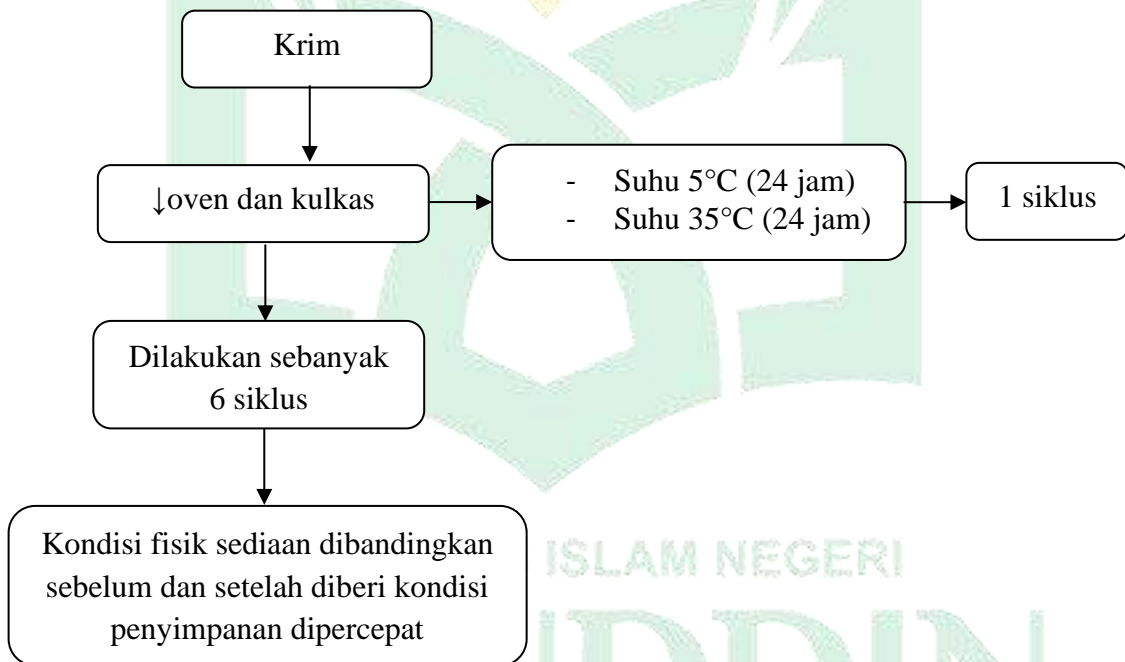 Krim
↓oven dan kulkas
- Suhu 5°C (24 jam)
- Suhu 35°C (24 jam)
1 siklus
Dilakukan sebanyak
6 siklus
Kondisi fisik sediaan dibandingkan
sebelum dan setelah diberi kondisi
penyimpanan dipercepat
ISLAM NEGERI